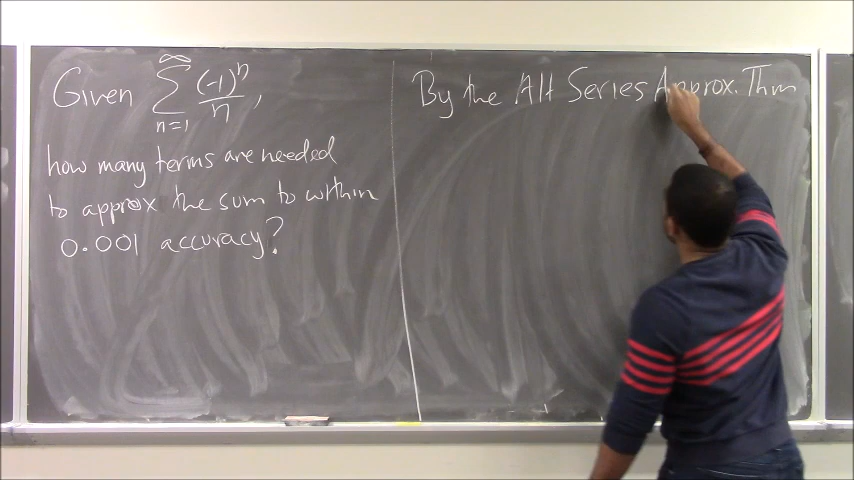 Given ∑_{n=1}^{∞} (-1)^n / n ,
how many terms are needed
to approx the sum to within
0.001 accuracy?
By the Alt Series Approx. Thm